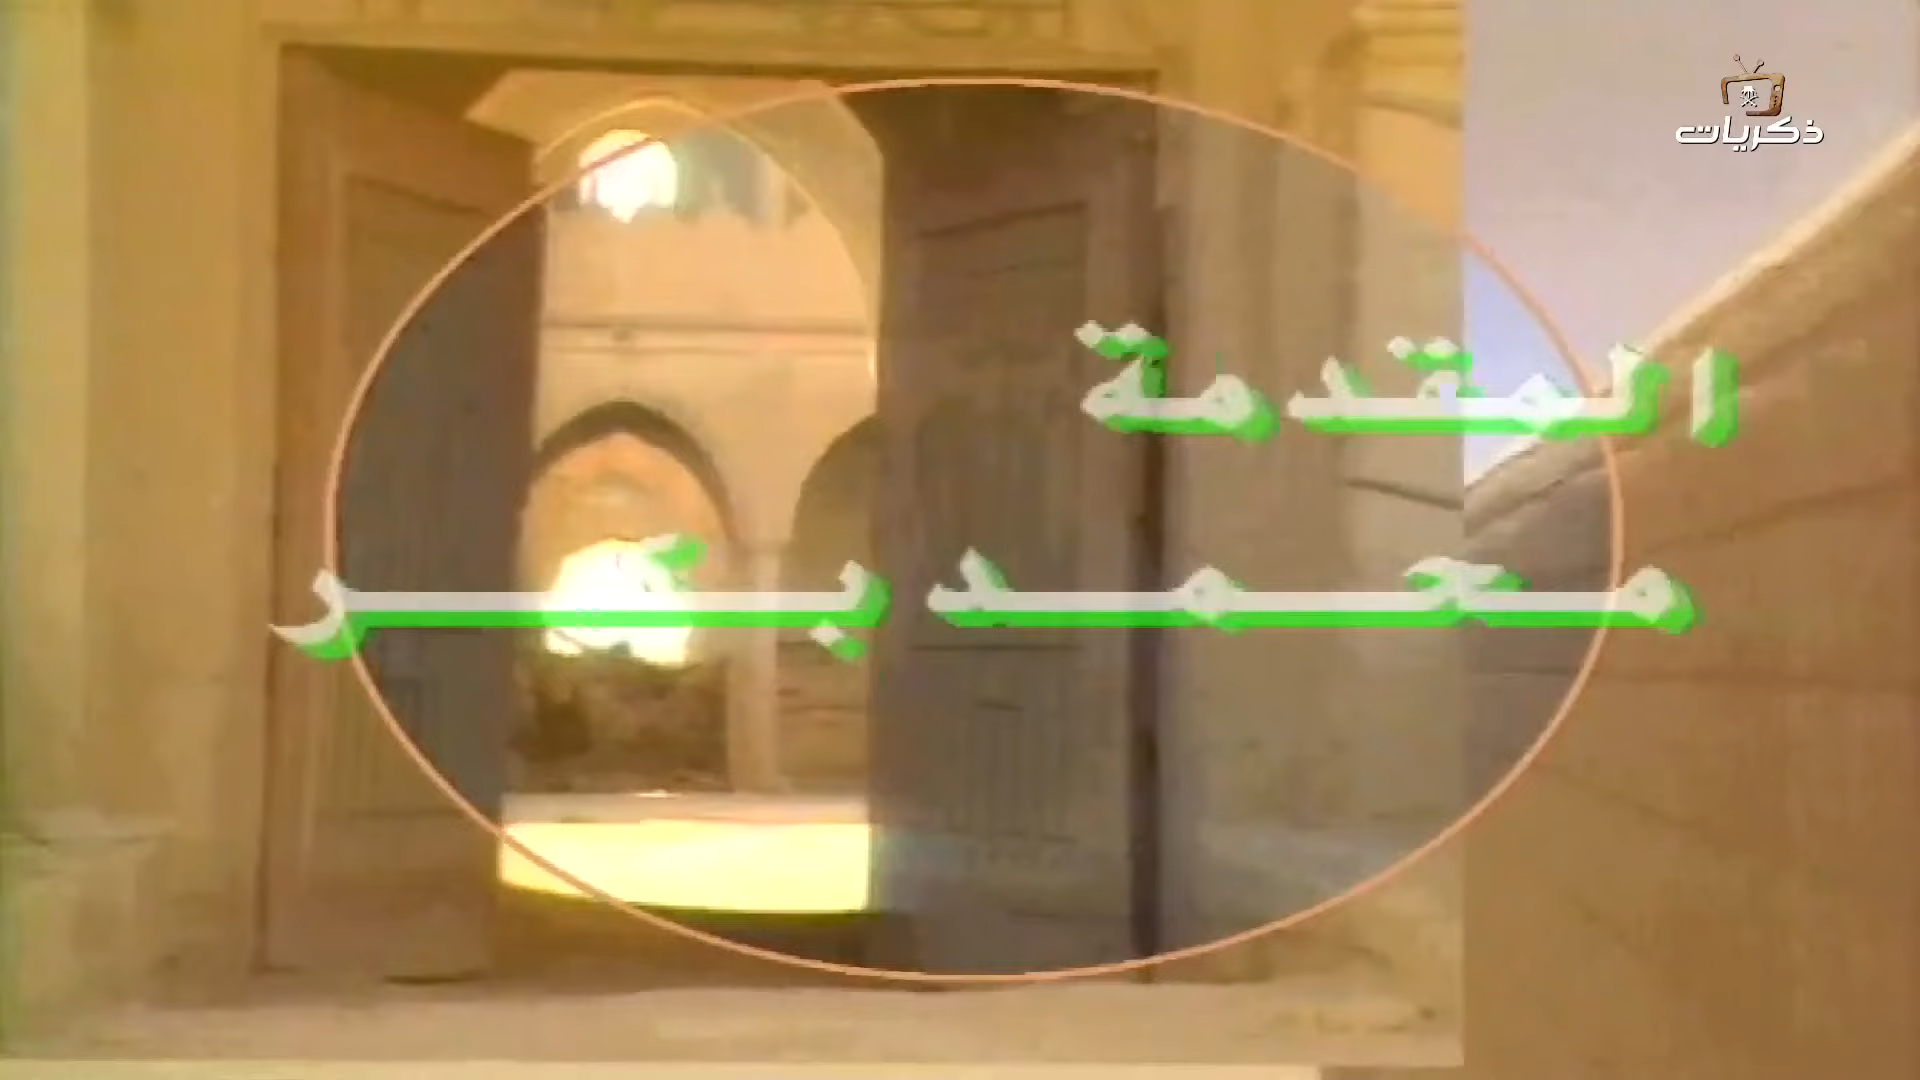 ذكريات
المقدمة
محمد بكر